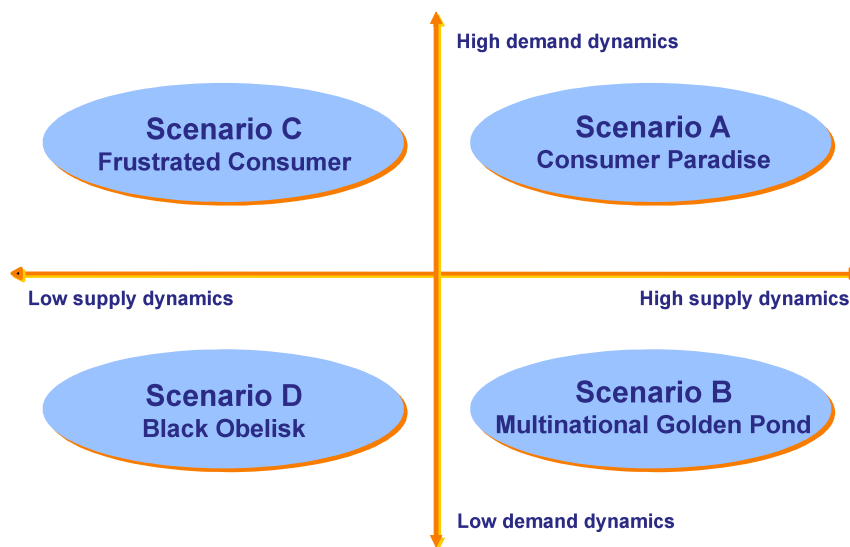 High demand dynamics
Scenario C
Frustrated Consumer
Scenario A
Consumer Paradise
Low supply dynamics
High supply dynamics
Scenario D
Black Obelisk
Scenario B
Multinational Golden Pond
Low demand dynamics